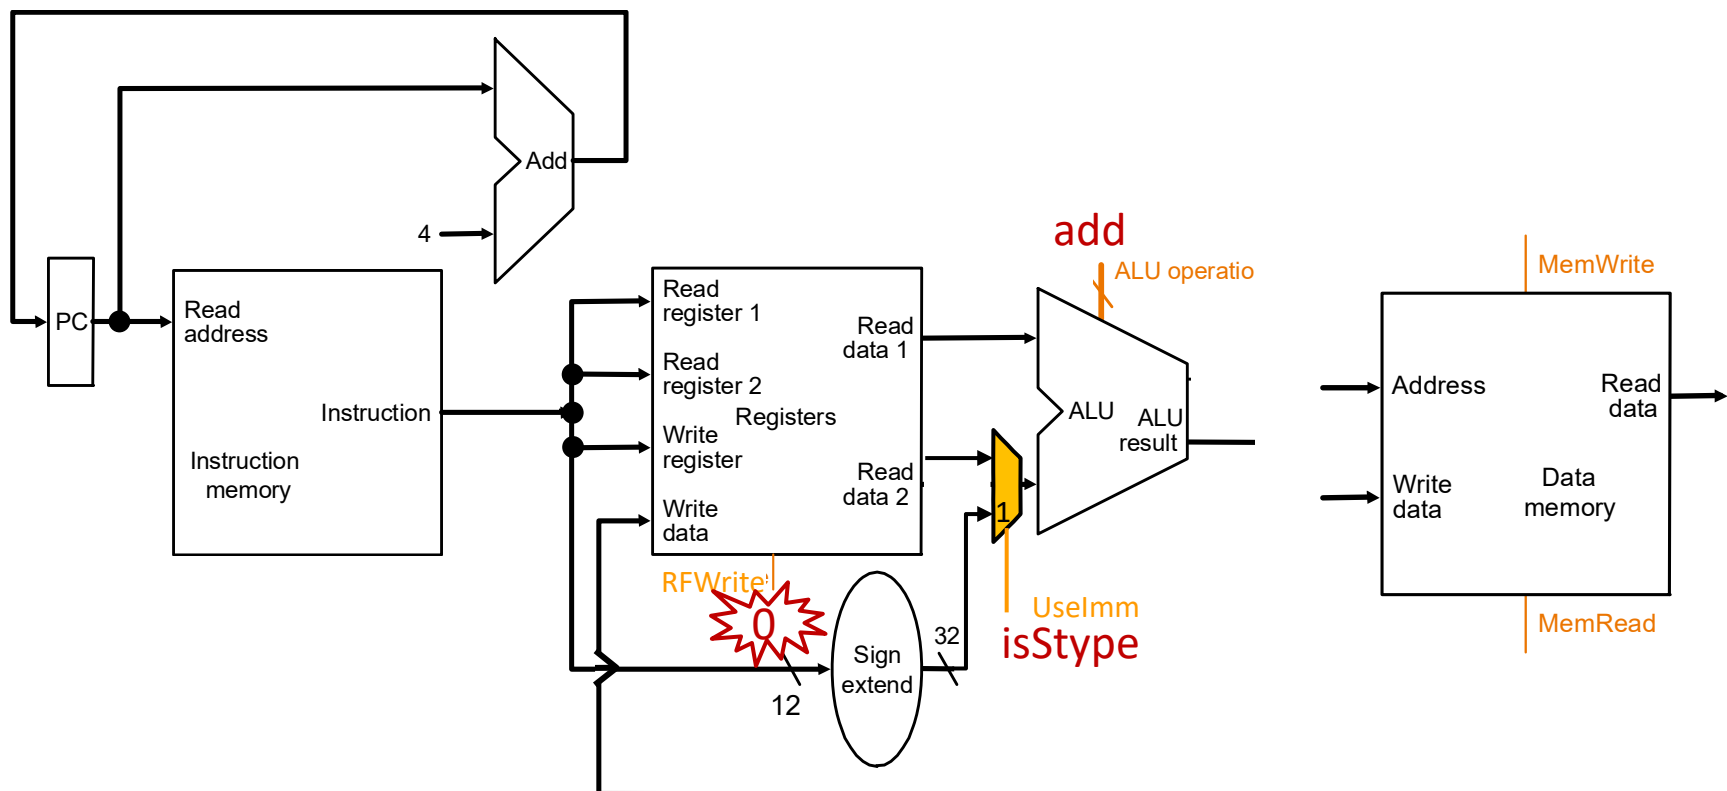 Add
4
add
ALU operatio
MemWrite
PC
Read
address
Instruction
Instruction
memory
Read
register 1
Read
register 2
Registers
Write
register
Write
data
Read
data 1
Read
data 2
ALU
ALU
result
1
Address
Write
data
Read
data
Data
memory
RFWrite
0
UseImm
isStype
MemRead
12
Sign
extend
32